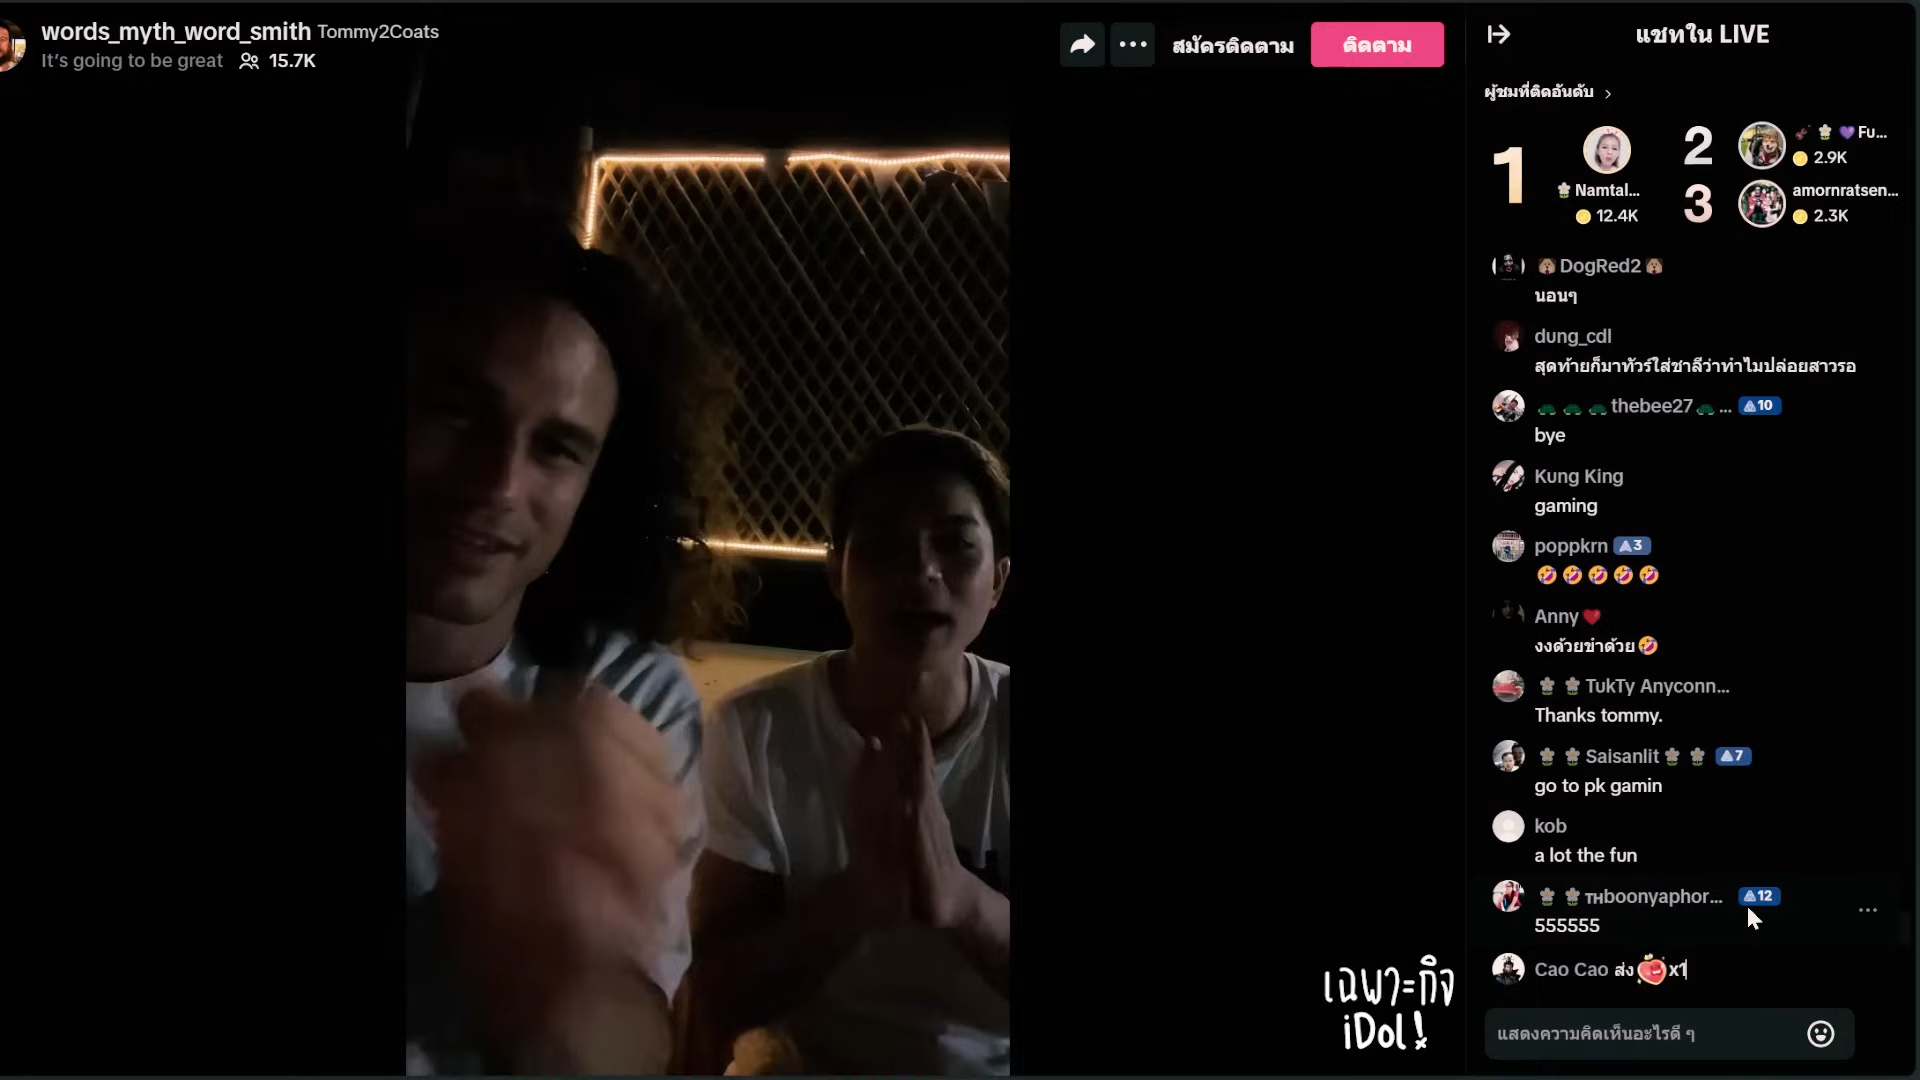 words_myth_word_smith Tommy2Coats
It's going to be great 15.7K
สมัครติดตาม
ติดตาม
แชทใน LIVE
ผู้ชมที่ติดอันดับ
1
Namtal...
12.4K
2
Fu...
2.9K
3
amornratsen...
2.3K
DogRed2
นอนๆ
dung_cdl
สุดท้ายก็มาทัวร์ใส่ชาลีว่าทำไมปล่อยสาวรอ
thebee27 ... 10
bye
Kung King
gaming
poppkrn 3
🤣🤣🤣🤣🤣
Anny❤️
งงด้วยขำด้วย🤣
TukTy Anyconn...
Thanks tommy.
Saisanlit 7
go to pk gamin
kob
a lot the fun
THboonyaphor... 12
555555
Cao Cao ส่ง x1
แสดงความคิดเห็นอะไรดี ๆ
เฉพาะกิจ
iDol!